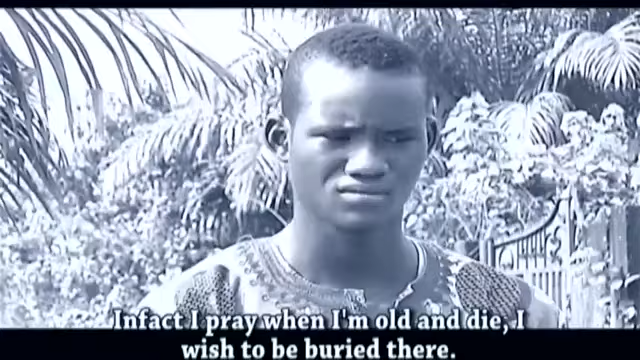 Infact I pray when I'm old and die, I
wish to be buried there.